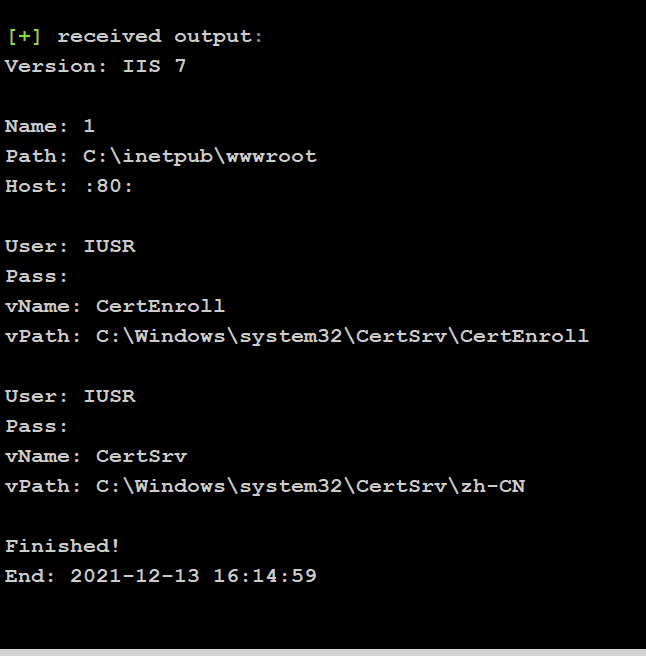 [+] received output:
Version: IIS 7
Name: 1
Path: C:\inetpub\wwwroot
Host: :80:
User: IUSR
Pass:
vName: CertEnroll
vPath: C:\Windows\system32\CertSrv\CertEnroll
User: IUSR
Pass:
vName: CertSrv
vPath: C:\Windows\system32\CertSrv\zh-CN
Finished!
End: 2021-12-13 16:14:59